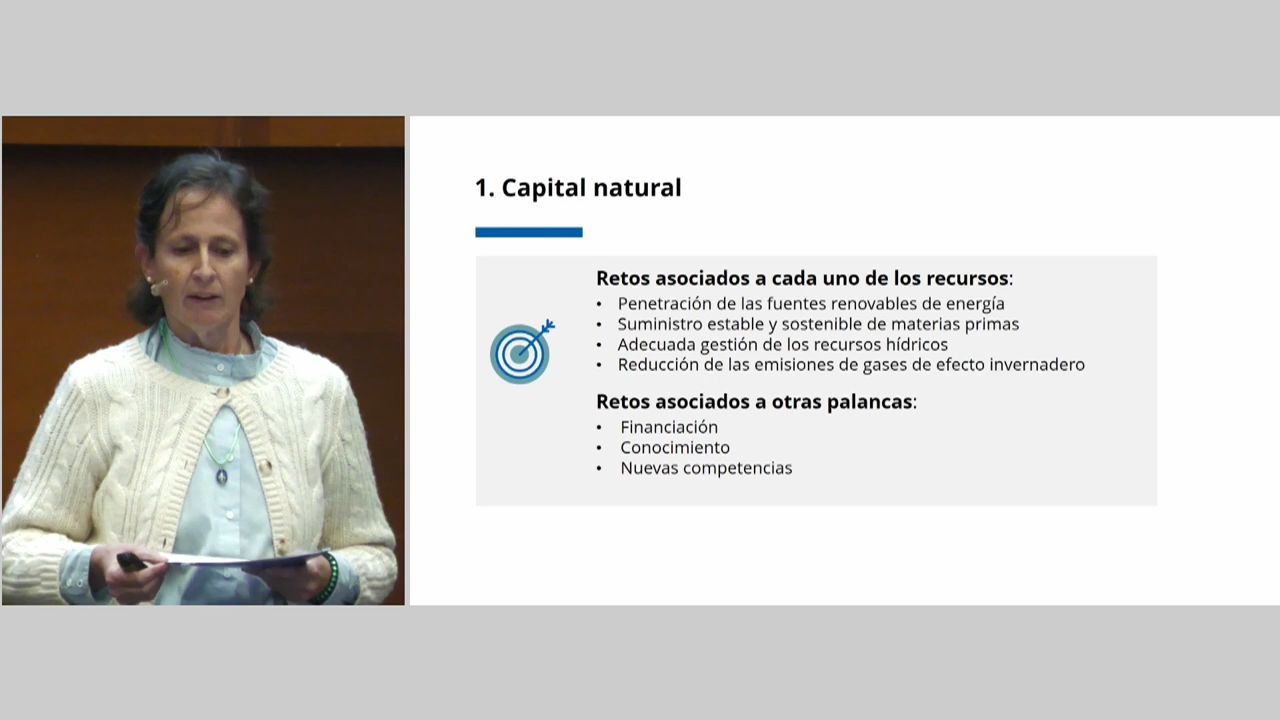 1. Capital natural
Retos asociados a cada uno de los recursos:
• Penetración de las fuentes renovables de energía
• Suministro estable y sostenible de materias primas
• Adecuada gestión de los recursos hídricos
• Reducción de las emisiones de gases de efecto invernadero
Retos asociados a otras palancas:
• Financiación
• Conocimiento
• Nuevas competencias